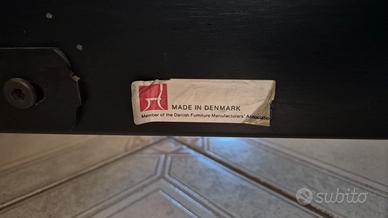 MADE IN DENMARK
Member of the Danish Furniture Manufacturers' Association
subito